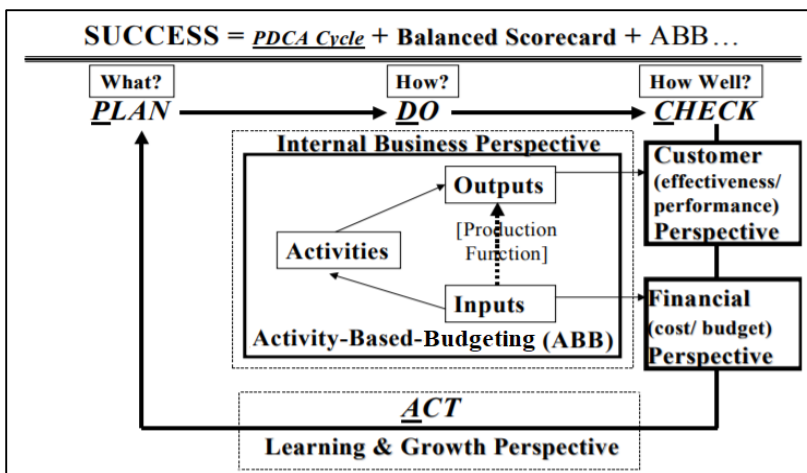 SUCCESS = PDCA Cycle + Balanced Scorecard + ABB…
What?
How?
How Well?
PLAN
DO
CHECK
Internal Business Perspective
Outputs
[Production
Function]
Activities
Inputs
Activity-Based-Budgeting (ABB)
Customer
(effectiveness/
performance)
Perspective
Financial
(cost/ budget)
Perspective
ACT
Learning & Growth Perspective